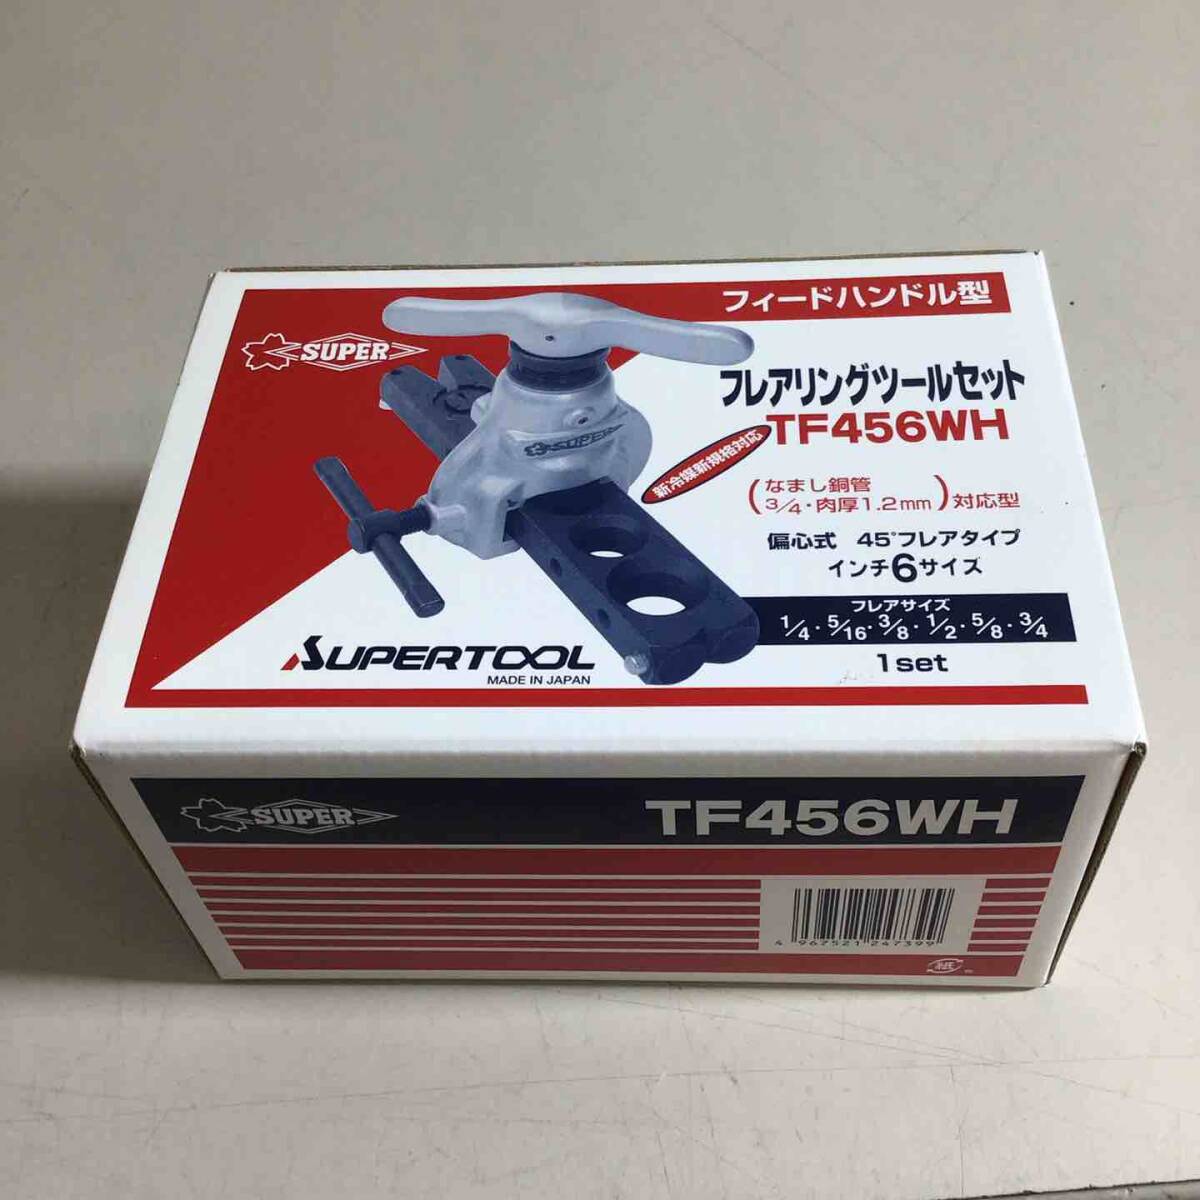 フィードハンドル型
SUPER
フレアリングツールセット
TF456WH
新冷媒新規格対応
SUPER
(なまし銅管
3/4・肉厚1.2mm)対応型
偏心式 45°フレアタイプ
インチ6サイズ
フレアサイズ
1/4・5/16・3/8・1/2・5/8・3/4
1set
SUPERTOOL
MADE IN JAPAN
SUPER
TF456WH
4 967521 247399
紙